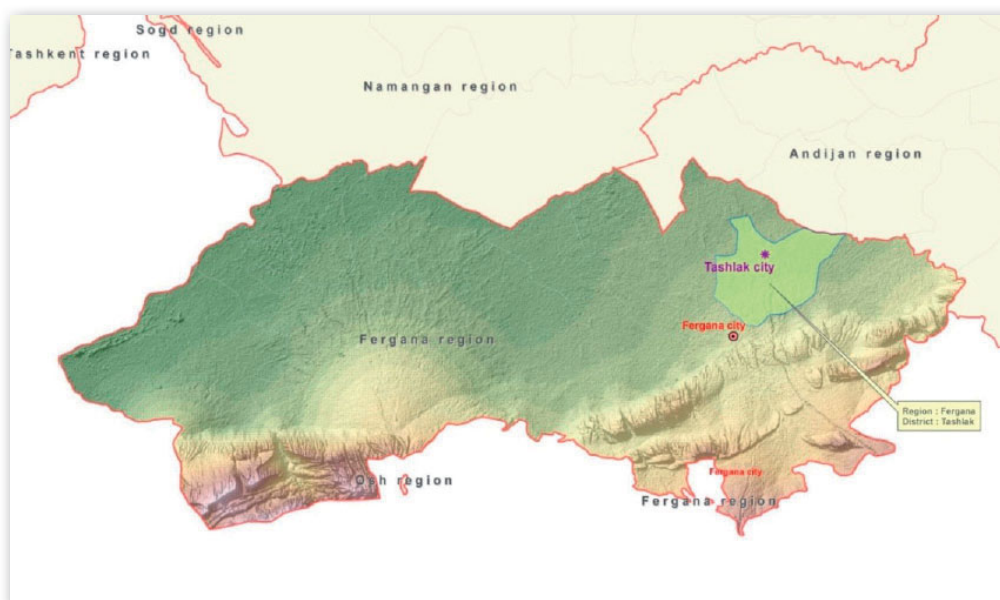 Sogd region
Tashkent region
Namangan region
Andijan region
Tashlak city
Fergana city
Fergana region
Region : Fergana
District : Tashlak
Fergana city
Osh region
Fergana region